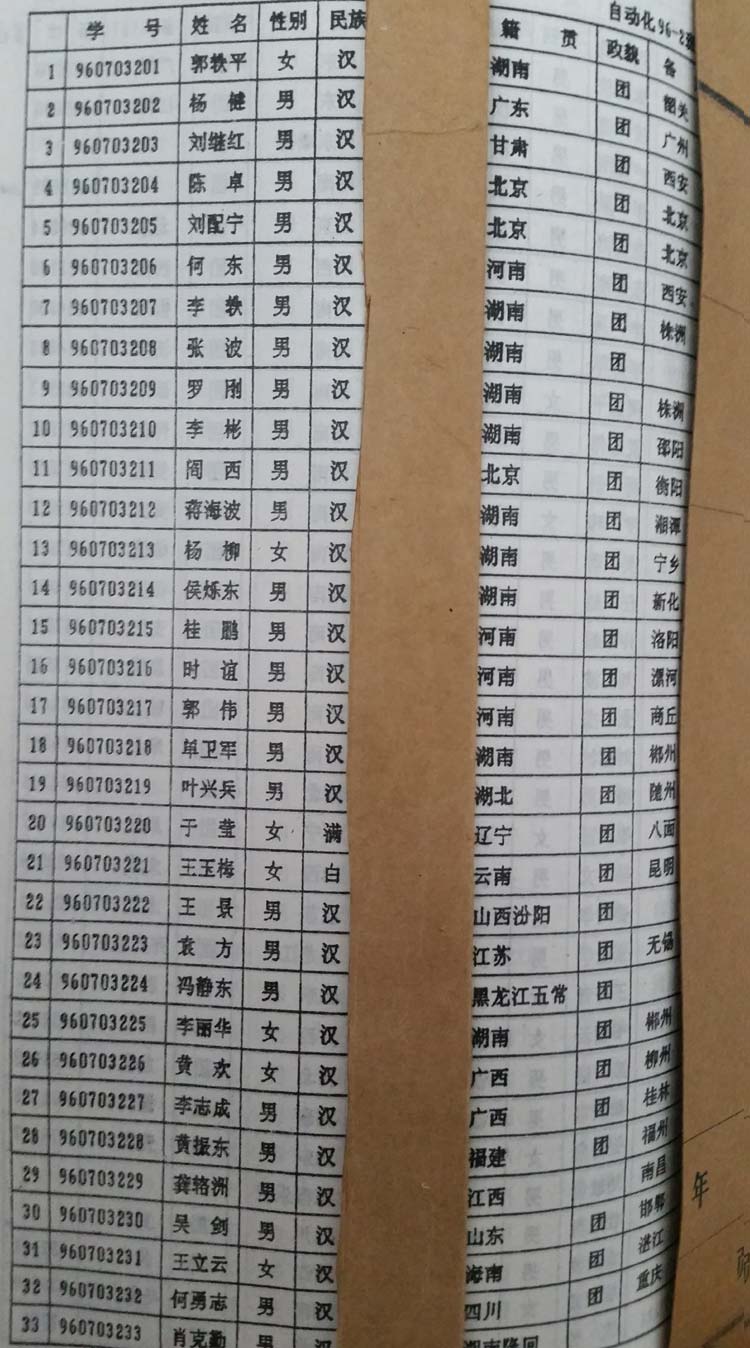 自动化96-2班
学 号 姓 名 性别 民族 籍 贯 政貌 备
1 960703201 郭轶平 女 汉 湖南 团 韶关
2 960703202 杨 健 男 汉 广东 团 广州
3 960703203 刘继红 男 汉 甘肃 团 西安
4 960703204 陈 卓 男 汉 北京 团 北京
5 960703205 刘配宁 男 汉 北京 团 北京
6 960703206 何 东 男 汉 河南 团 西安
7 960703207 李 轶 男 汉 湖南 团 株洲
8 960703208 张 波 男 汉 湖南 团
9 960703209 罗 刚 男 汉 湖南 团 株洲
10 960703210 李 彬 男 汉 湖南 团 邵阳
11 960703211 阎 西 男 汉 北京 团 衡阳
12 960703212 蒋海波 男 汉 湖南 团 湘潭
13 960703213 杨 柳 女 汉 湖南 团 宁乡
14 960703214 侯烁东 男 汉 湖南 团 新化
15 960703215 桂 鹏 男 汉 河南 团 洛阳
16 960703216 时 谊 男 汉 河南 团 漯河
17 960703217 郭 伟 男 汉 河南 团 商丘
18 960703218 单卫军 男 汉 湖南 团 郴州
19 960703219 叶兴兵 男 汉 湖北 团 随州
20 960703220 于 莹 女 满 辽宁 团 八面
21 960703221 王玉梅 女 白 云南 团 昆明
22 960703222 王 景 男 汉 山西汾阳 团
23 960703223 袁 方 男 汉 江苏 团 无锡
24 960703224 冯静东 男 汉 黑龙江五常 团
25 960703225 李丽华 女 汉 湖南 团 郴州
26 960703226 黄 欢 女 汉 广西 团 柳州
27 960703227 李志成 男 汉 广西 团 桂林
28 960703228 黄振东 男 汉 福建 团 福州
29 960703229 龚辂洲 男 汉 江西 南昌
30 960703230 吴 剑 男 汉 山东 团 邯郸
31 960703231 王立云 女 汉 海南 团 湛江
32 960703232 何勇志 男 汉 四川 团 重庆
33 960703233 肖克勤 男 汉 湖南隆回
年